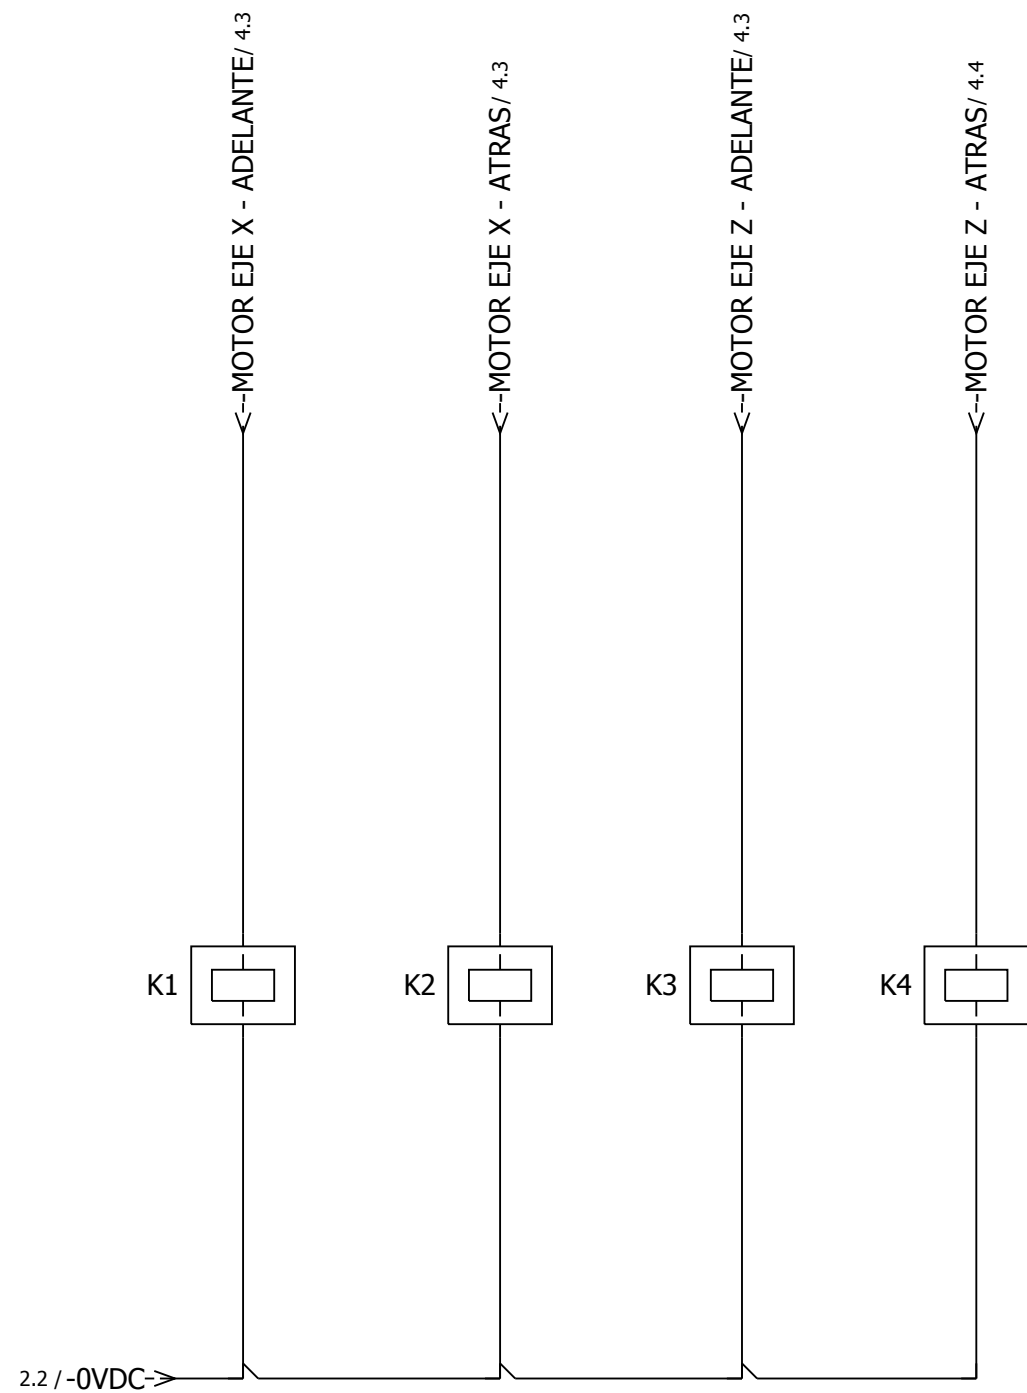 -MOTOR EJE X - ADELANTE/ 4.3
-MOTOR EJE X - ATRAS/ 4.3
-MOTOR EJE Z - ADELANTE/ 4.3
-MOTOR EJE Z - ATRAS/ 4.4
K1
K2
K3
K4
2.2 / -0VDC